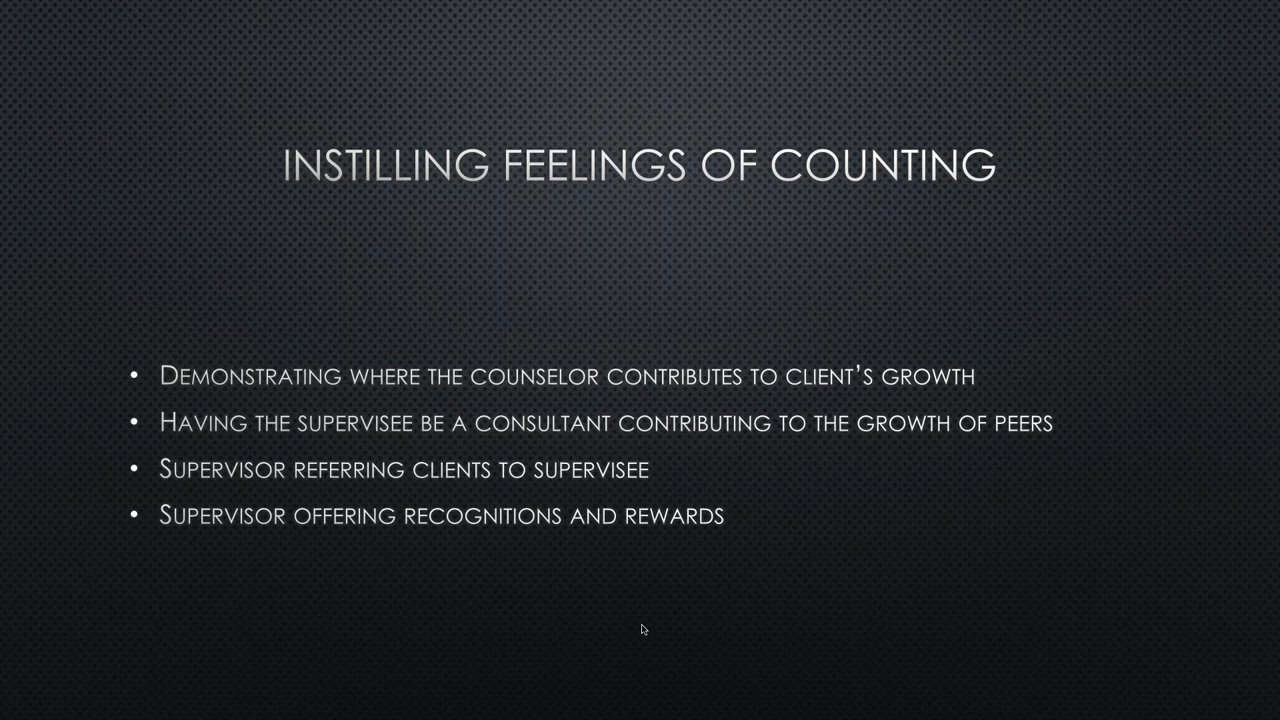 INSTILLING FEELINGS OF COUNTING
• DEMONSTRATING WHERE THE COUNSELOR CONTRIBUTES TO CLIENT’S GROWTH
• HAVING THE SUPERVISEE BE A CONSULTANT CONTRIBUTING TO THE GROWTH OF PEERS
• SUPERVISOR REFERRING CLIENTS TO SUPERVISEE
• SUPERVISOR OFFERING RECOGNITIONS AND REWARDS